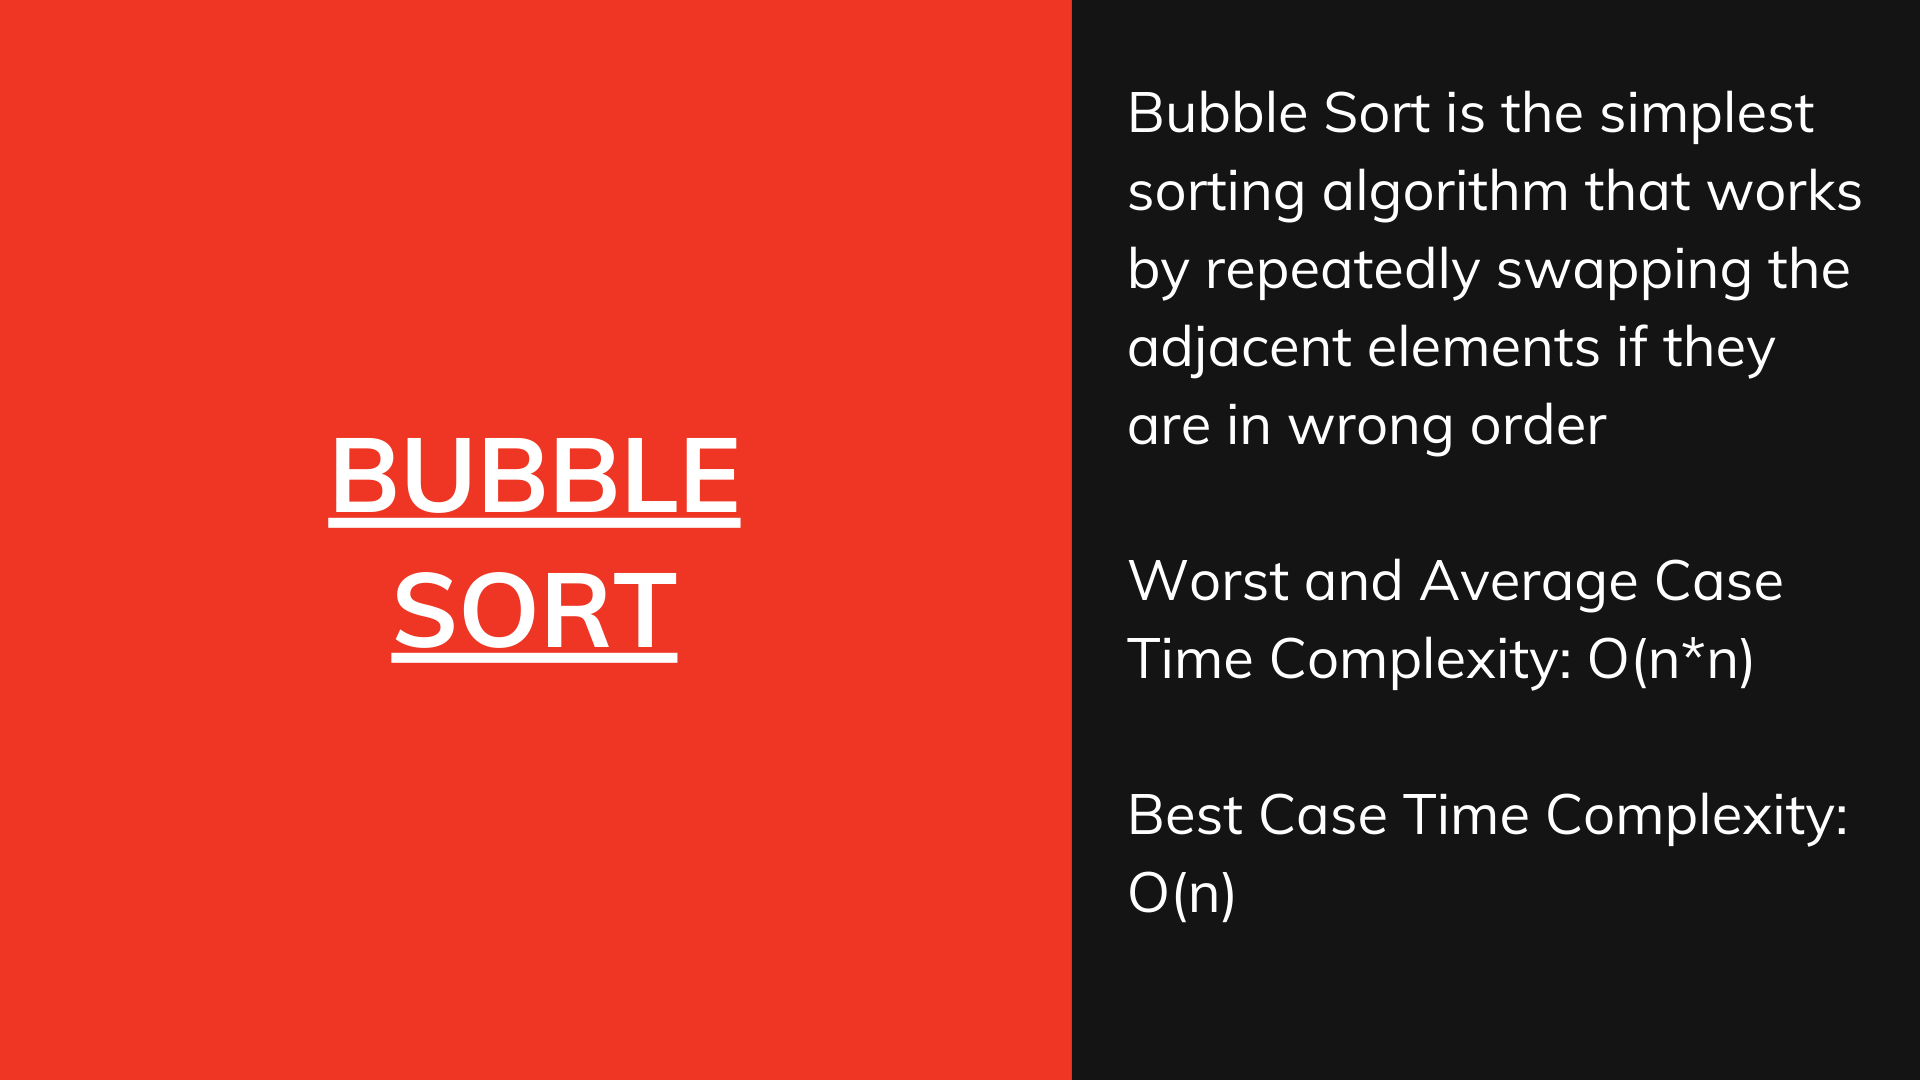 BUBBLE
SORT
Bubble Sort is the simplest
sorting algorithm that works
by repeatedly swapping the
adjacent elements if they
are in wrong order
Worst and Average Case
Time Complexity: O(n*n)
Best Case Time Complexity:
O(n)